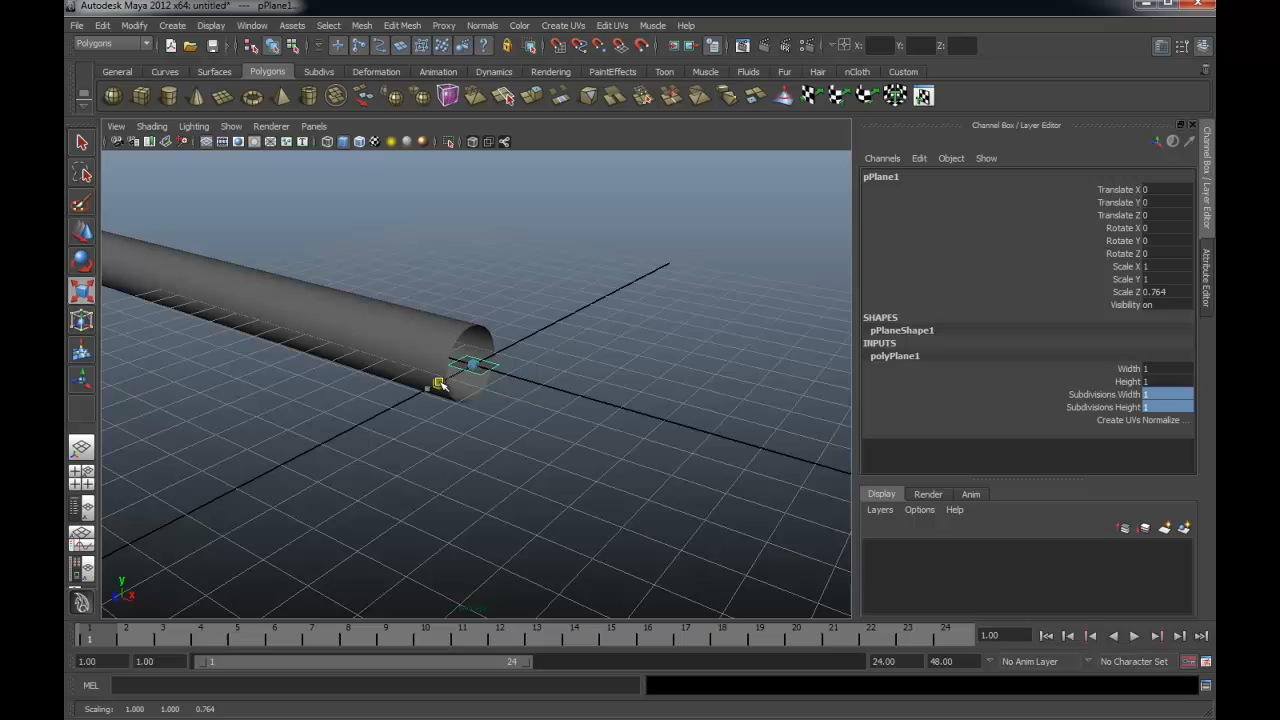 Autodesk Maya 2012 x64: untitled* --- pPlane1..
File Edit Modify Create Display Window Assets Select Mesh Edit Mesh Proxy Normals Color Create UVs Edit UVs Muscle Help
Polygons X: Y: Z:
General Curves Surfaces Polygons Subdivs Deformation Animation Dynamics Rendering PaintEffects Toon Muscle Fluids Fur Hair nCloth Custom
View Shading Lighting Show Renderer Panels
Channel Box / Layer Editor
Channels Edit Object Show
pPlane1
Translate X 0
Translate Y 0
Translate Z 0
Rotate X 0
Rotate Y 0
Rotate Z 0
Scale X 1
Scale Y 1
Scale Z 0.764
Visibility on
SHAPES
pPlaneShape1
INPUTS
polyPlane1
Width 1
Height 1
Subdivisions Width 1
Subdivisions Height 1
Create UVs Normalize ...
Channel Box / Layer Editor
Attribute Editor
Display Render Anim
Layers Options Help
y
x
1 2 3 4 5 6 7 8 9 10 11 12 13 14 15 16 17 18 19 20 21 22 23 24
1
1.00
1.00 1.00 1 24 24.00 48.00 No Anim Layer No Character Set
MEL
Scaling: 1.000 1.000 0.764